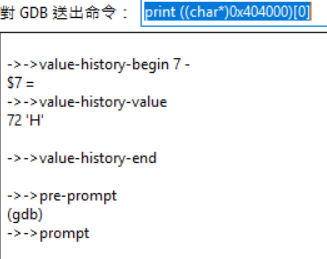 對 GDB 送出命令： print ((char*)0x404000)[0]
->->value-history-begin 7 -
$7 =
->->value-history-value
72 'H'
->->value-history-end
->->pre-prompt
(gdb)
->->prompt